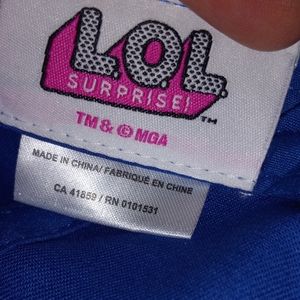 L.O.L.
SURPRISE!
TM
TM & © MGA
MADE IN CHINA/ FABRIQUÉ EN CHINE
CA 41859 / RN 0101531